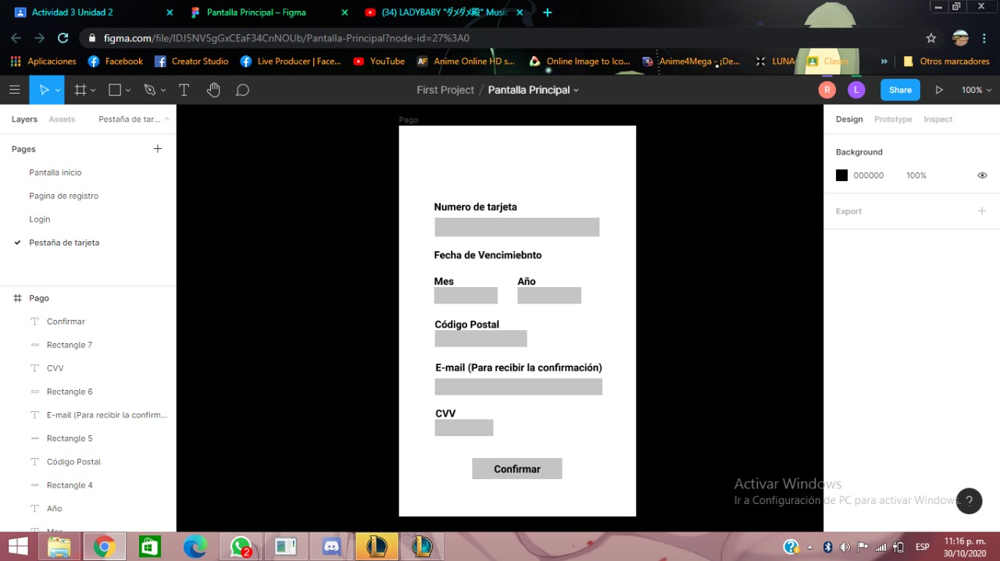 Actividad 3 Unidad 2
Pantalla Principal – Figma
(34) LADYBABY "ダメダメ殿" Music
figma.com/file/IDJ5NV5gGxCEaF34CnNOUb/Pantalla-Principal?node-id=27%3A0
Aplicaciones
Facebook
Creator Studio
Live Producer | Face...
YouTube
AF
Anime Online HD s...
Online Image to Ico...
Anime4Mega - ¡De...
LUNA
Clases
»
Otros marcadores
First Project / Pantalla Principal
R
L
Share
100%
Layers
Assets
Pestaña de tar...
Pages
Pantalla inicio
Pagina de registro
Login
Pestaña de tarjeta
Pago
Confirmar
Rectangle 7
CVV
Rectangle 6
E-mail (Para recibir la confirm...
Rectangle 5
Código Postal
Rectangle 4
Año
Mes
Pago
Numero de tarjeta
Fecha de Vencimiebnto
Mes
Año
Código Postal
E-mail (Para recibir la confirmación)
CVV
Confirmar
Design
Prototype
Inspect
Background
000000
100%
Export
Activar Windows
Ir a Configuración de PC para activar Windows.
?
2
ESP
11:16 p. m.
30/10/2020